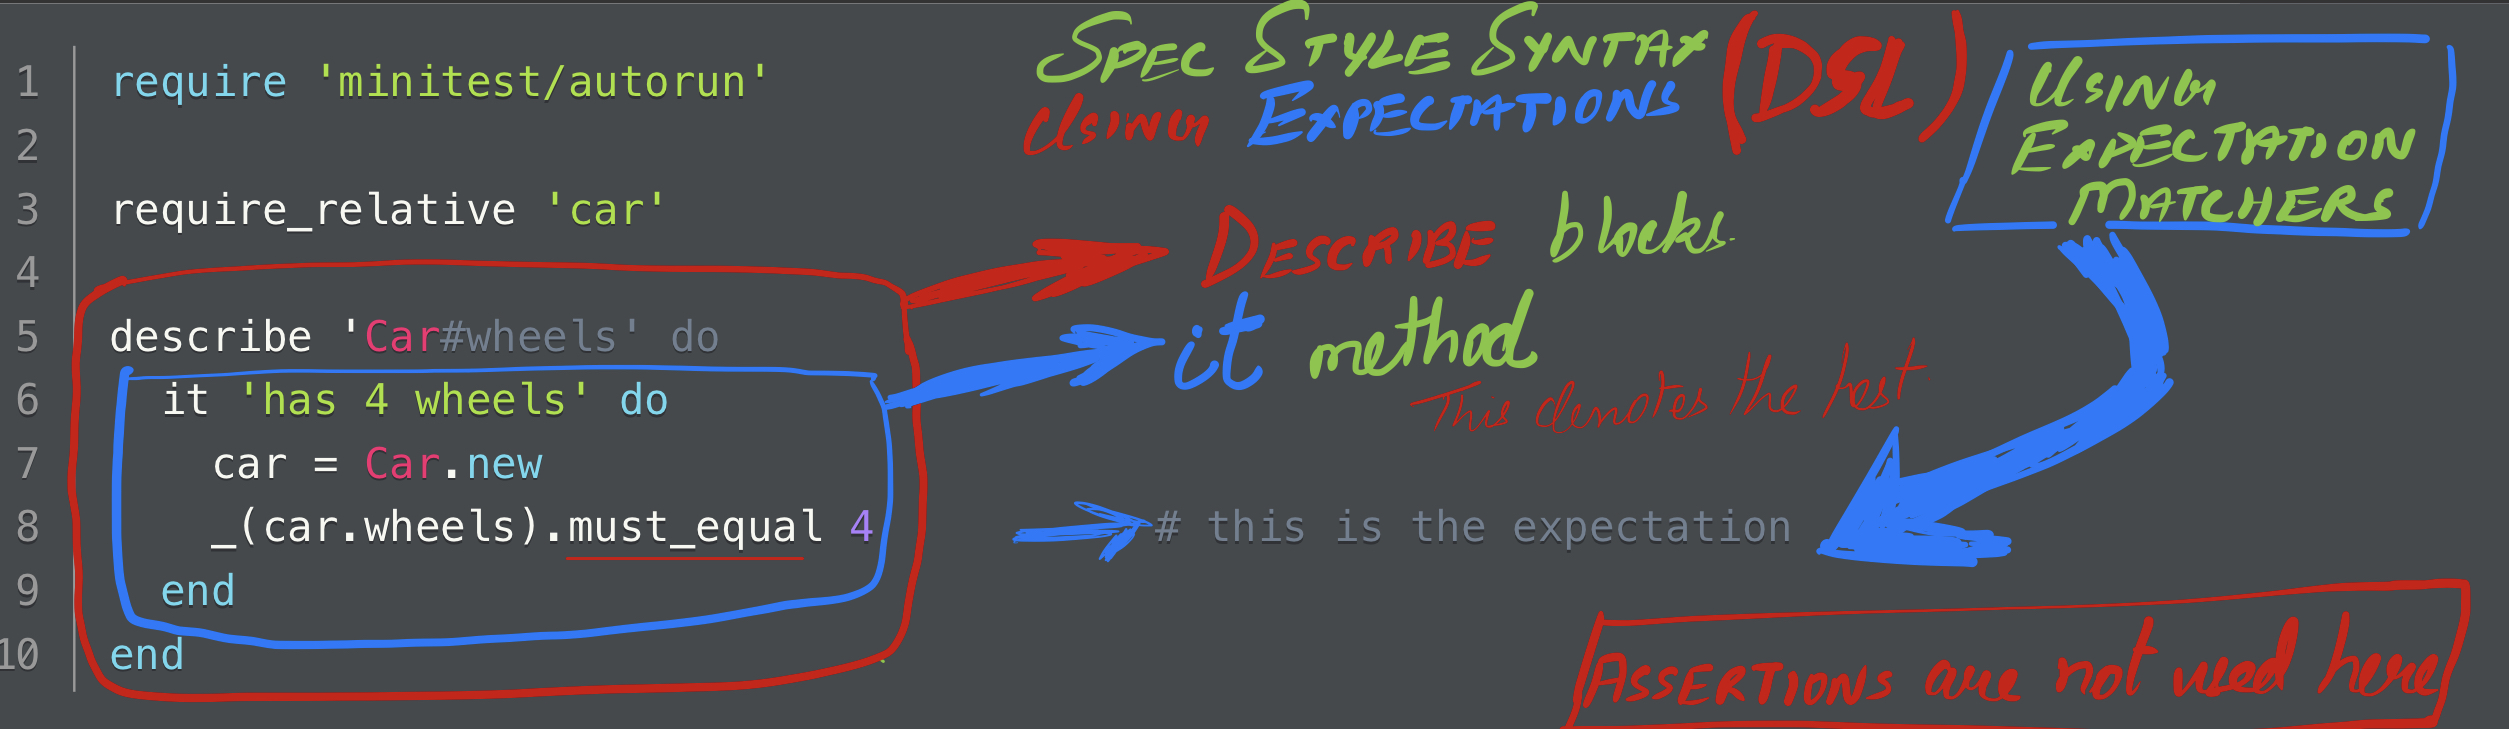 SPEC STYLE SYNTAX (DSL)
USING EXPECTATIONS
USING
EXPECTATION
MATCHERS
1 require 'minitest/autorun'
2
3 require_relative 'car'
DESCRIBE blocks.
4
5 describe 'Car#wheels' do
it method
6 it 'has 4 wheels' do
This denotes the test
7 car = Car.new
8 _(car.wheels).must_equal 4 # this is the expectation
9 end
10 end
ASSERTIONS are not used here